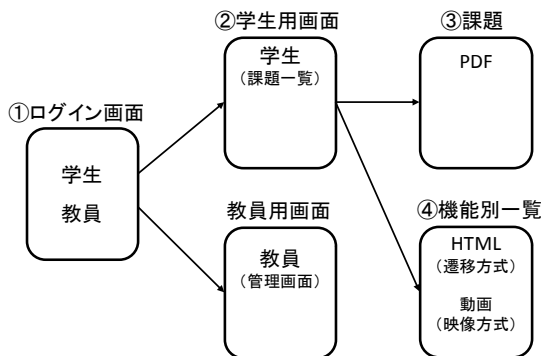 ②学生用画面
学生
（課題一覧）
③課題
PDF
①ログイン画面
学生
教員
教員用画面
教員
（管理画面）
④機能別一覧
HTML
（遷移方式）
動画
（映像方式）